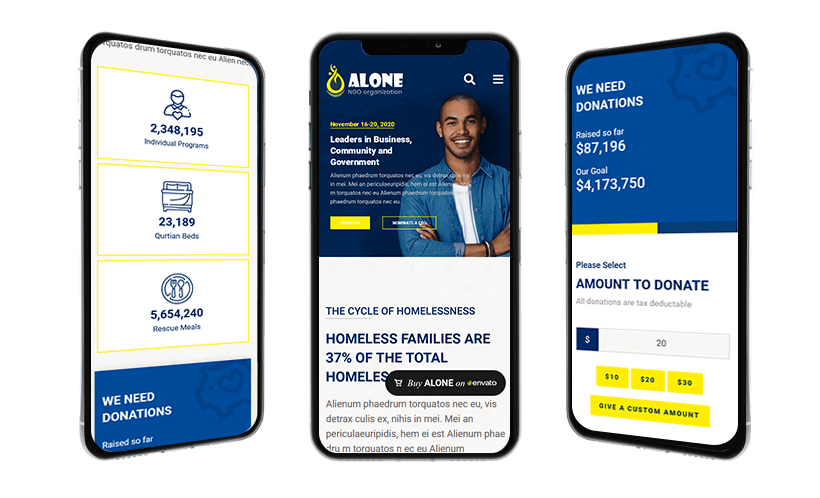 rquatos drum torquatos nec eu Alien nec
2,348,195
Individual Programs
23,189
Qurtian Beds
5,654,240
Rescue Meals
WE NEED
DONATIONS
Raised so far
ALONE
NGO organization
November 16-20, 2020
Leaders in Business,
Community and
Government
Alienum phaedrum torquatos nec eu, vis detrax culis ex,
in mei. Mei an periculaeuripidis, hem ei est Alienum phaedru
m torquatos nec eu Alienum phaedrum torquatos nec eu
phaedrum torquatos nec eu.
NOMINATE A CEO
THE CYCLE OF HOMELESSNESS
HOMELESS FAMILIES ARE
37% OF THE TOTAL
HOMELES
Buy ALONE on envato
Alienum phaedrum torquatos nec eu, vis
detrax culis ex, nihis in mei. Mei an
periculaeuripidis, hem ei est Alienum phae
dru m torquatos n ec eu Alienum
WE NEED
DONATIONS
Raised so far
$87,196
Our Goal
$4,173,750
Please Select
AMOUNT TO DONATE
All donations are tax deductable
$ 20
$10 $20 $30
GIVE A CUSTOM AMOUNT